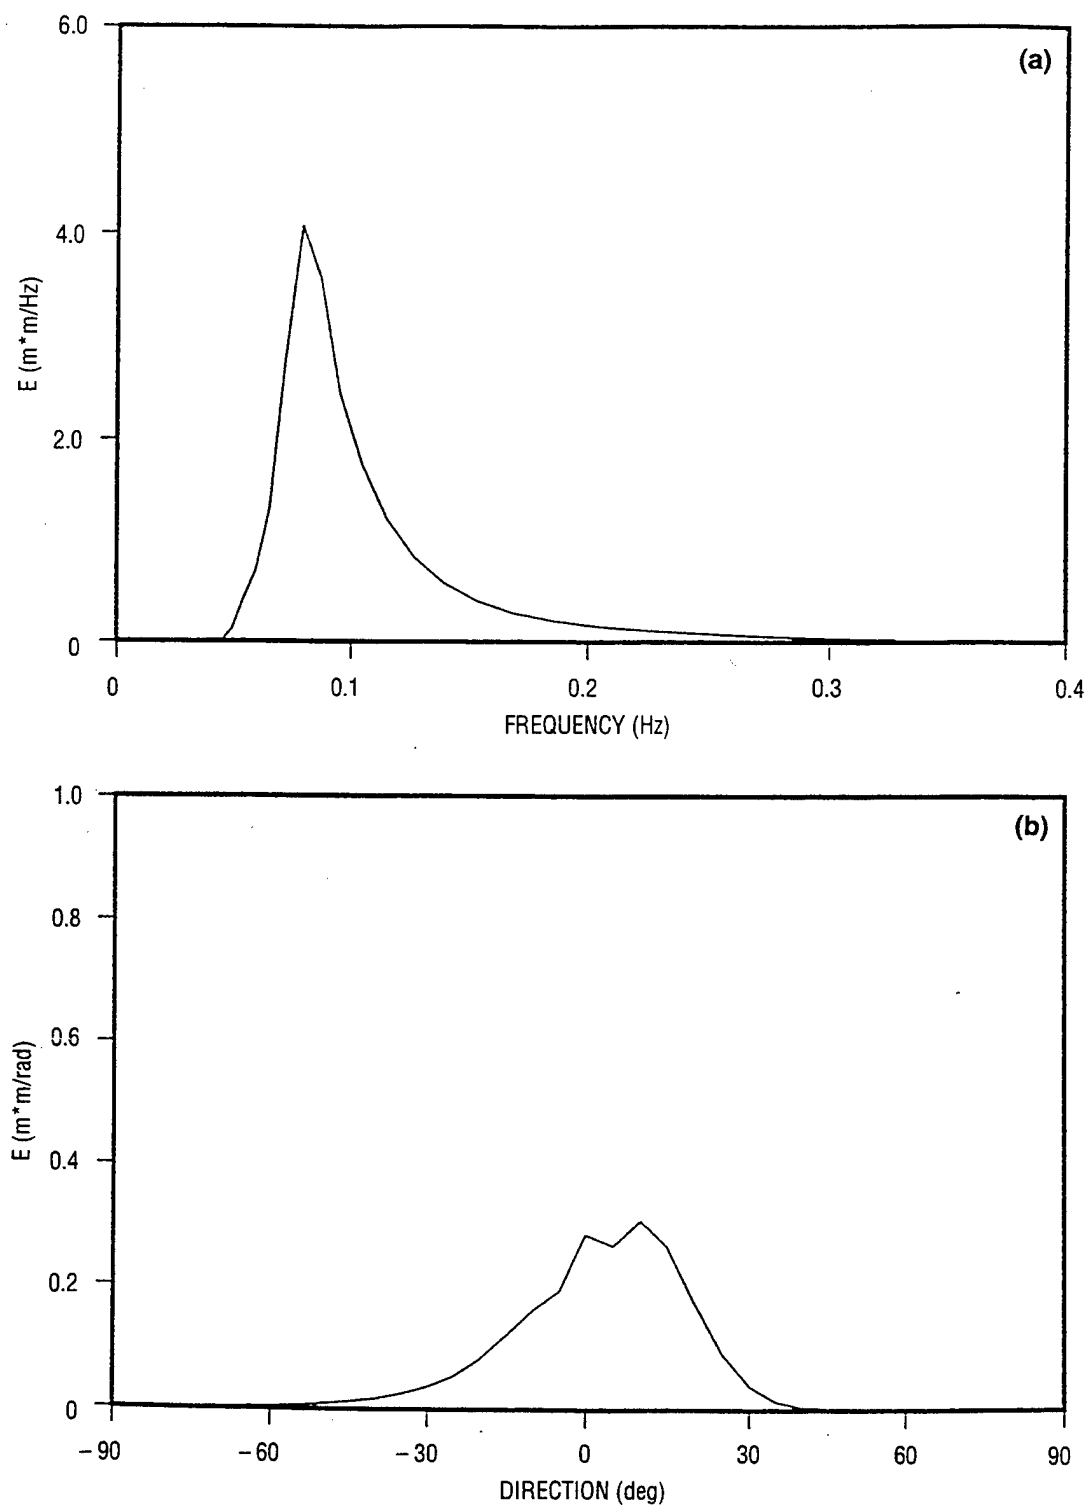 6.0
(a)
4.0
E (m*m/Hz)
2.0
0
0 0.1 0.2 0.3 0.4
FREQUENCY (Hz)
1.0
(b)
0.8
0.6
E (m*m/rad)
0.4
0.2
0
−90 −60 −30 0 30 60 90
DIRECTION (deg)